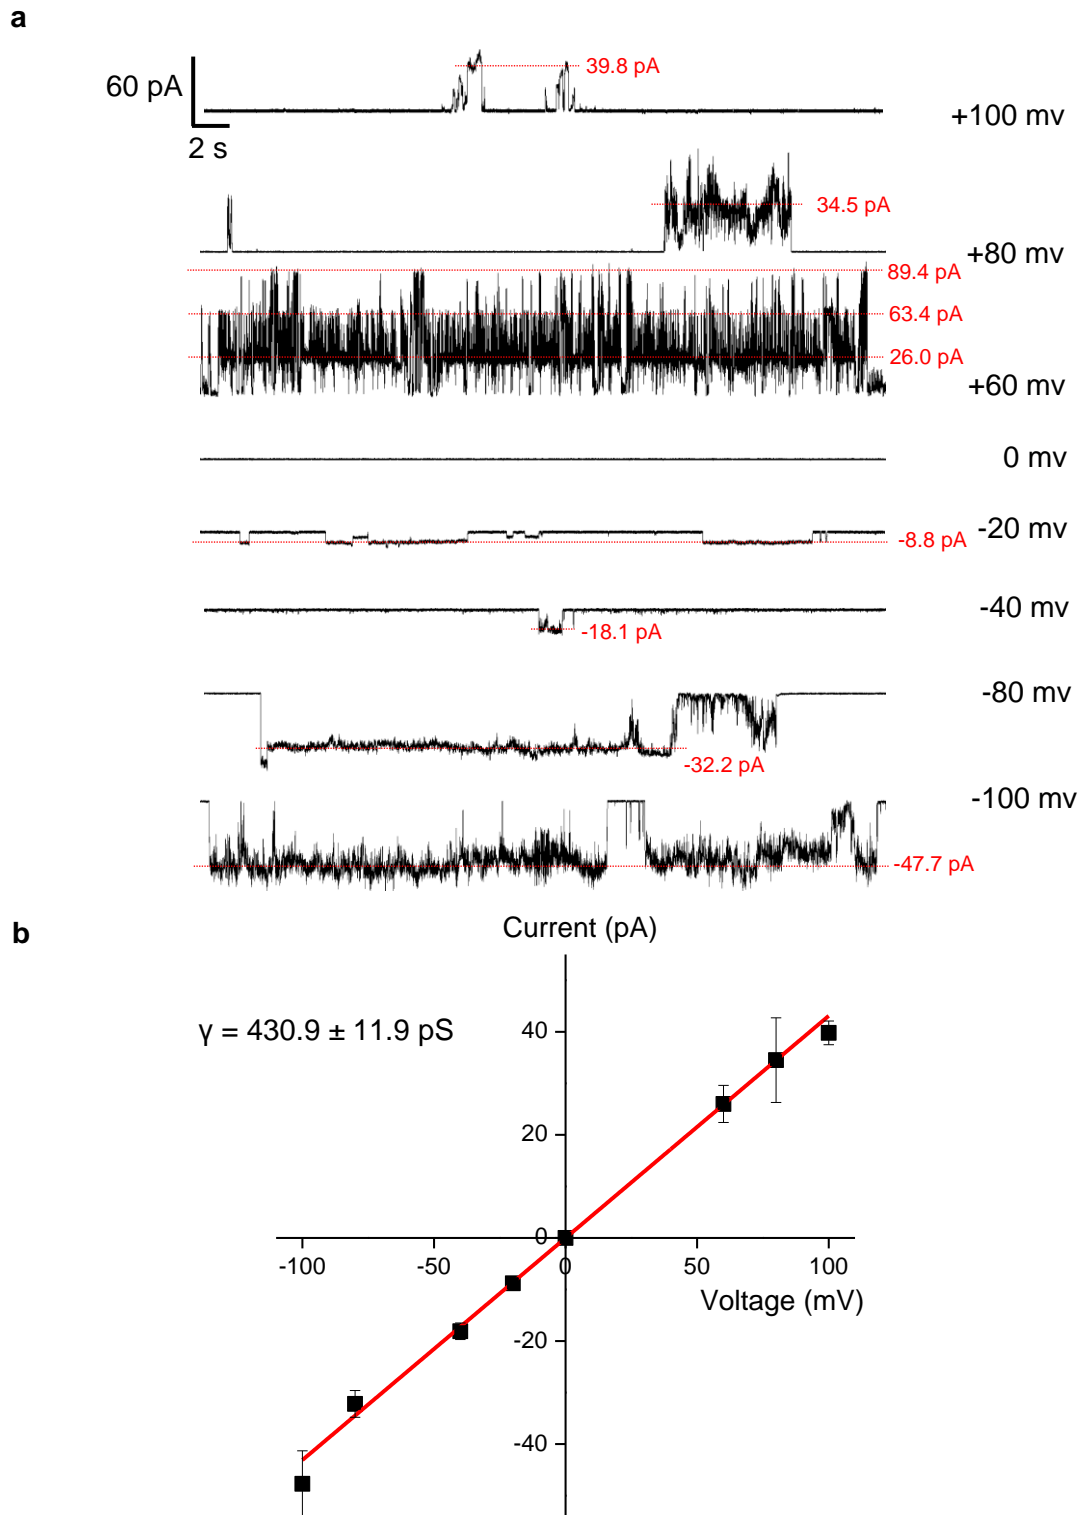 a
60 pA
2 s
39.8 pA
+100 mv
34.5 pA
+80 mv
89.4 pA
63.4 pA
26.0 pA
+60 mv
0 mv
-20 mv
-8.8 pA
-40 mv
-18.1 pA
-80 mv
-32.2 pA
-100 mv
-47.7 pA
b
Current (pA)
γ = 430.9 ± 11.9 pS
40
20
0
-100 -50 0 50 100
Voltage (mV)
-20
-40